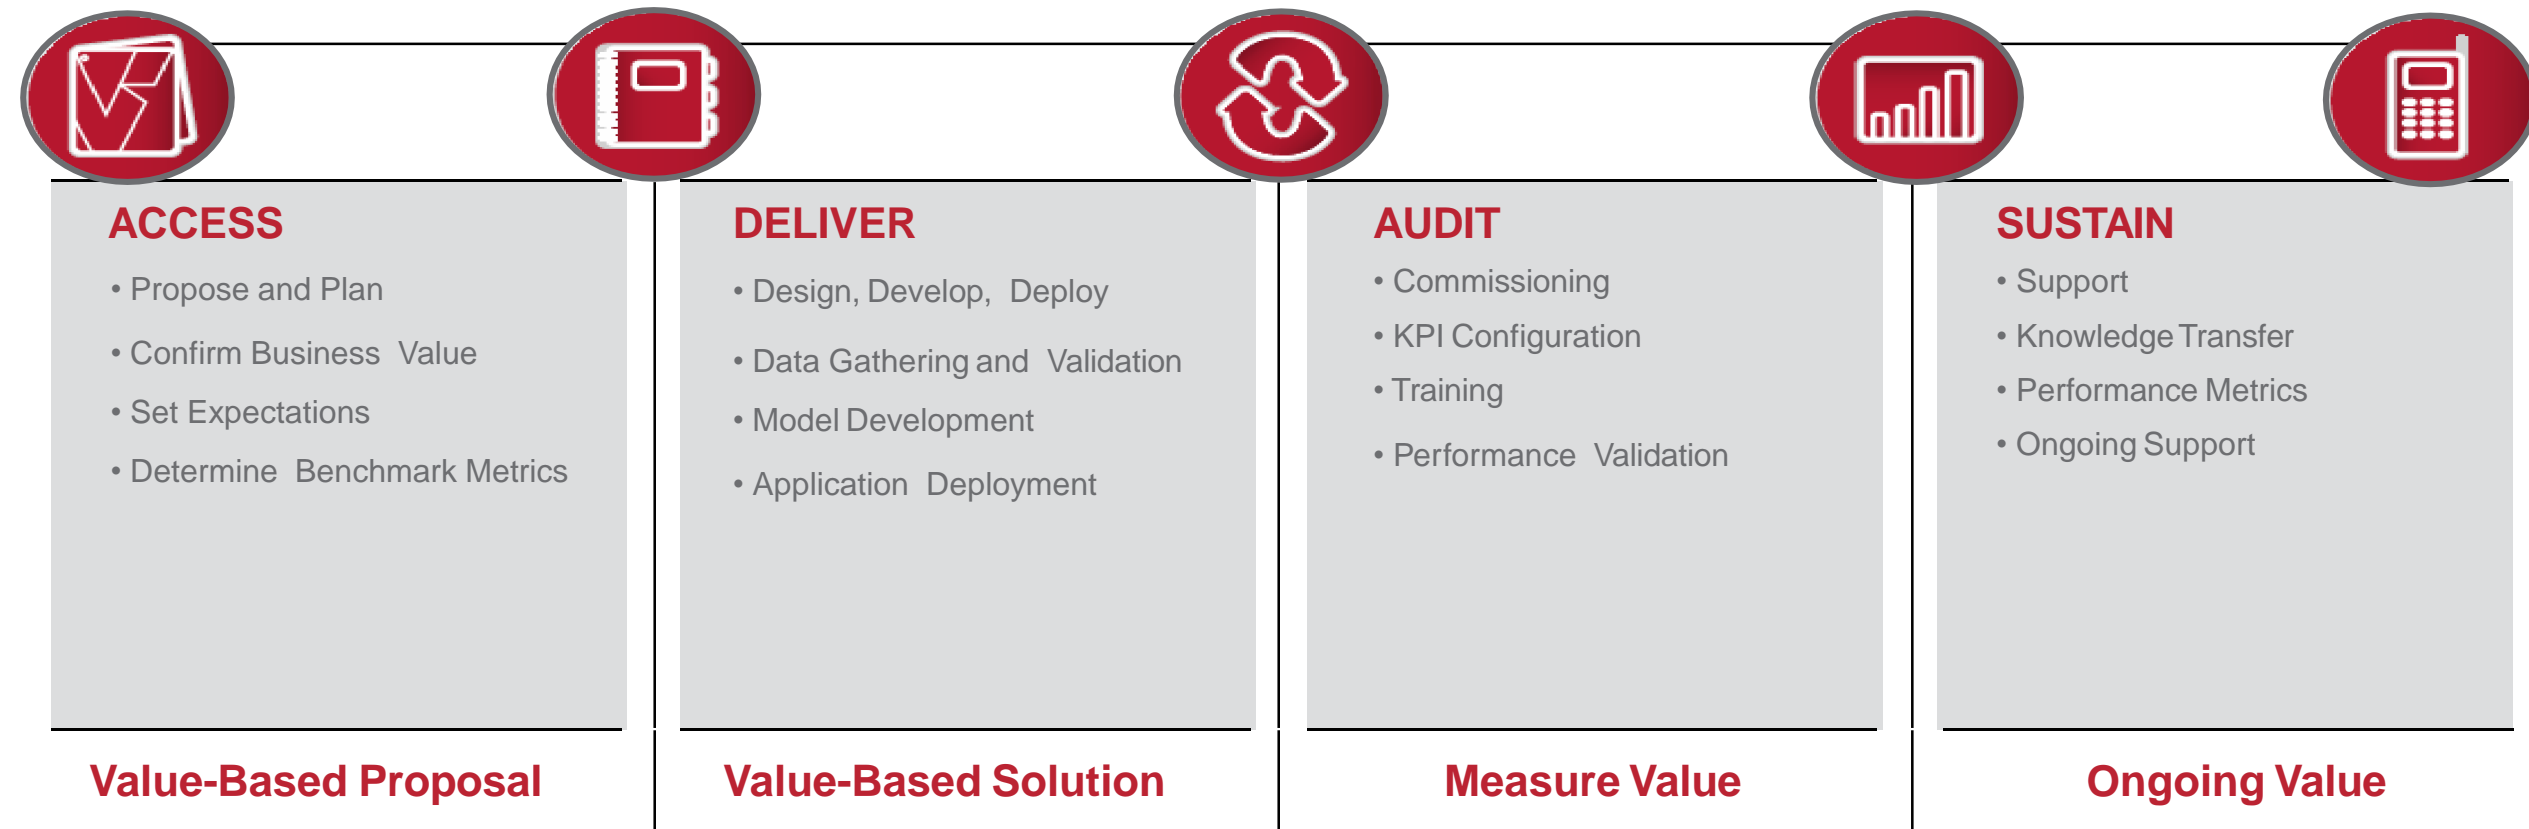 ACCESS
• Propose and Plan
• Confirm Business Value
• Set Expectations
• Determine Benchmark Metrics
Value-Based Proposal
DELIVER
• Design, Develop, Deploy
• Data Gathering and Validation
• Model Development
• Application Deployment
Value-Based Solution
AUDIT
• Commissioning
• KPI Configuration
• Training
• Performance Validation
Measure Value
SUSTAIN
• Support
• Knowledge Transfer
• Performance Metrics
• Ongoing Support
Ongoing Value